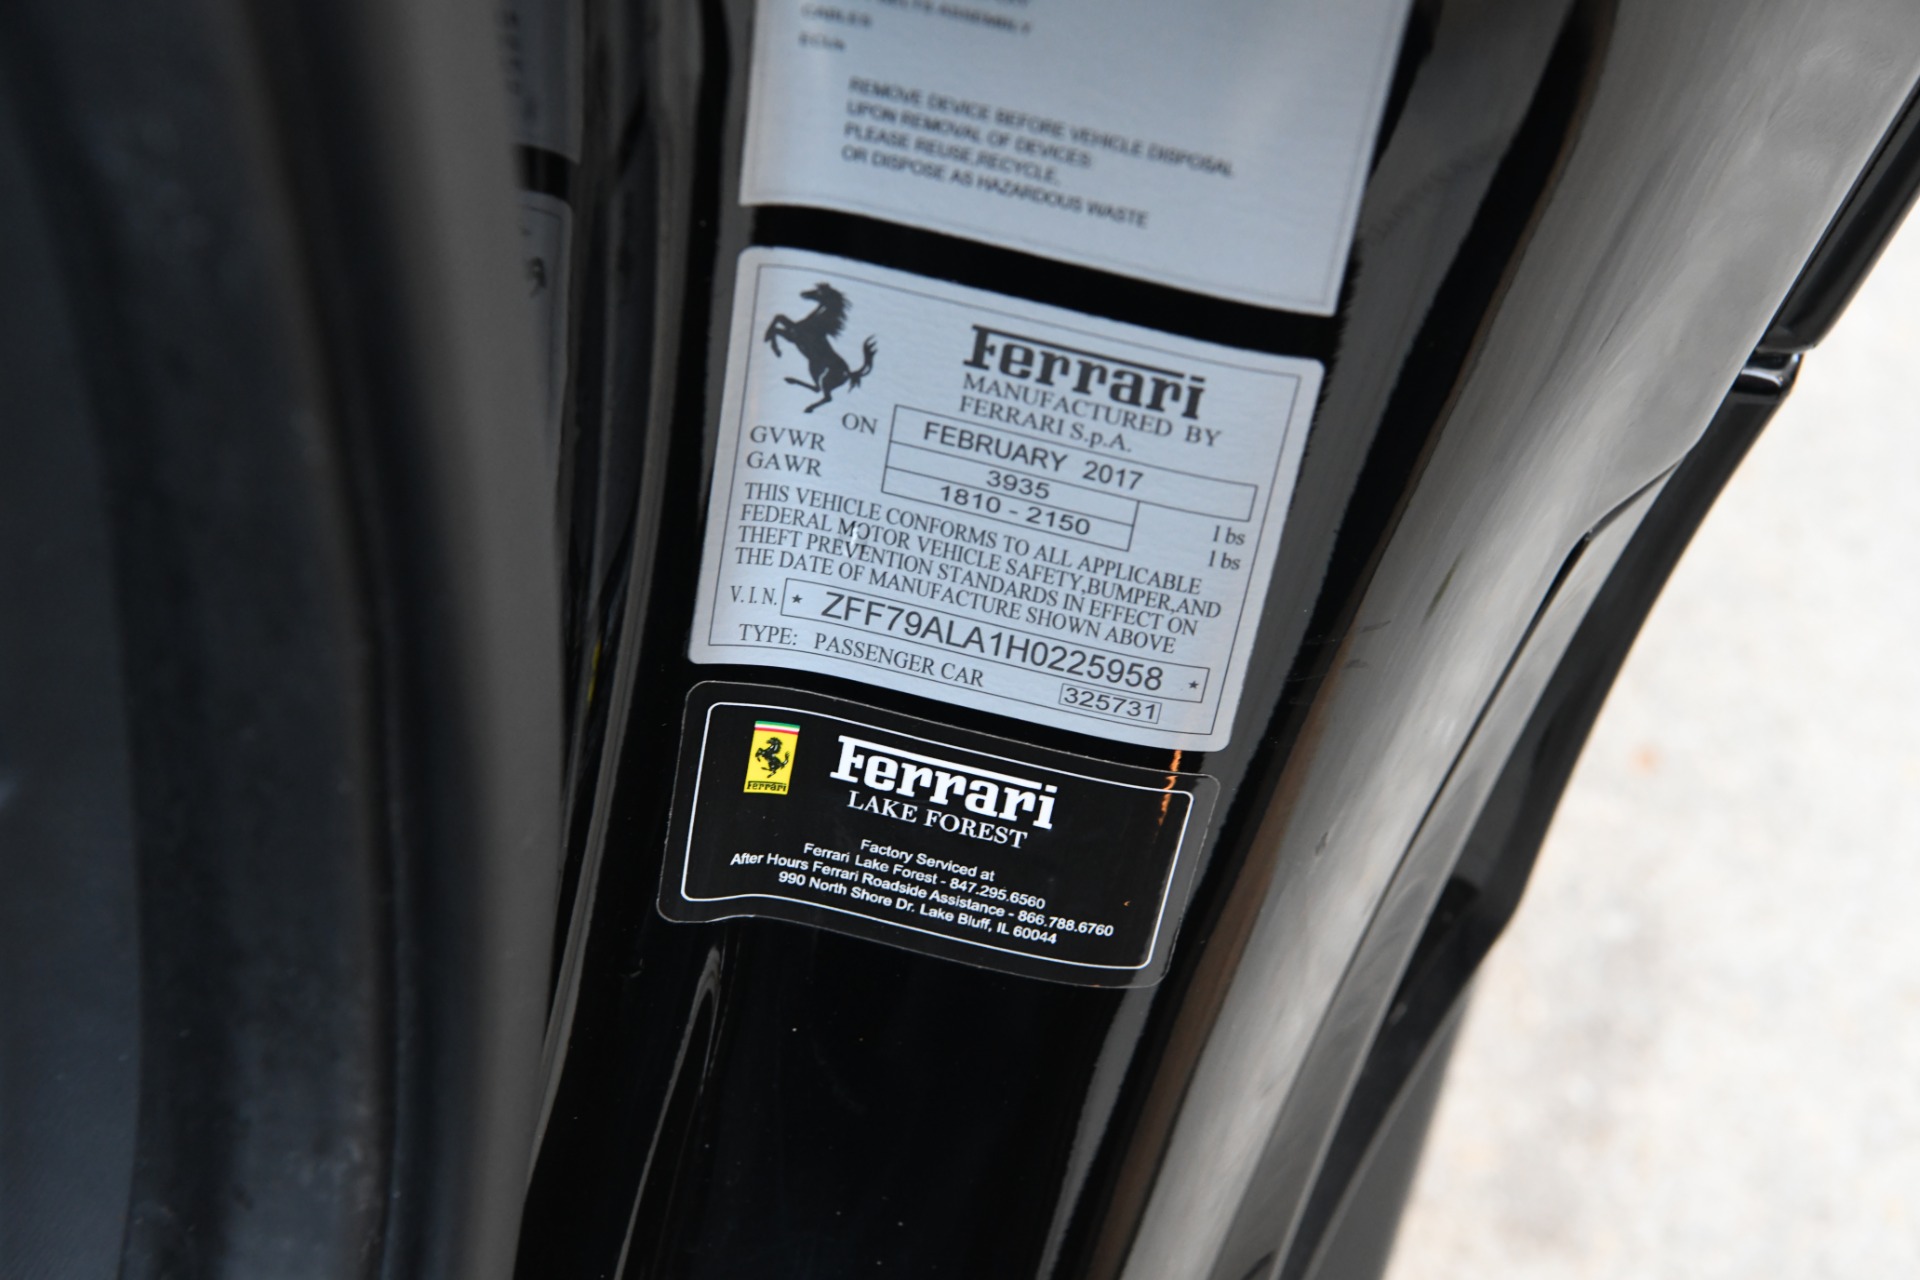 CABLES
REMOVE DEVICE BEFORE VEHICLE DISPOSAL
UPON REMOVAL OF DEVICES
PLEASE REUSE,RECYCLE,
OR DISPOSE AS HAZARDOUS WASTE
Ferrari
MANUFACTURED BY
FERRARI S.p.A.
ON FEBRUARY 2017
GVWR 3935 lbs
GAWR 1810 - 2150 lbs
THIS VEHICLE CONFORMS TO ALL APPLICABLE
FEDERAL MOTOR VEHICLE SAFETY,BUMPER,AND
THEFT PREVENTION STANDARDS IN EFFECT ON
THE DATE OF MANUFACTURE SHOWN ABOVE
V.I.N. * ZFF79ALA1H0225958 *
TYPE: PASSENGER CAR 325731
Ferrari
Ferrari
LAKE FOREST
Factory Serviced at
Ferrari Lake Forest - 847.295.6560
After Hours Ferrari Roadside Assistance - 866.788.6760
990 North Shore Dr. Lake Bluff, IL 60044